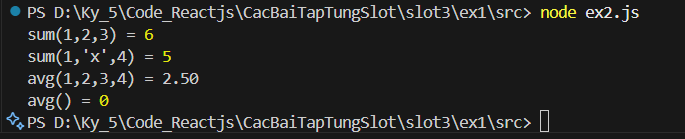 PS D:\Ky_5\Code_Reactjs\CacBaiTapTungSlot\slot3\ex1\src> node ex2.js
sum(1,2,3) = 6
sum(1,'x',4) = 5
avg(1,2,3,4) = 2.50
avg() = 0
PS D:\Ky_5\Code_Reactjs\CacBaiTapTungSlot\slot3\ex1\src>